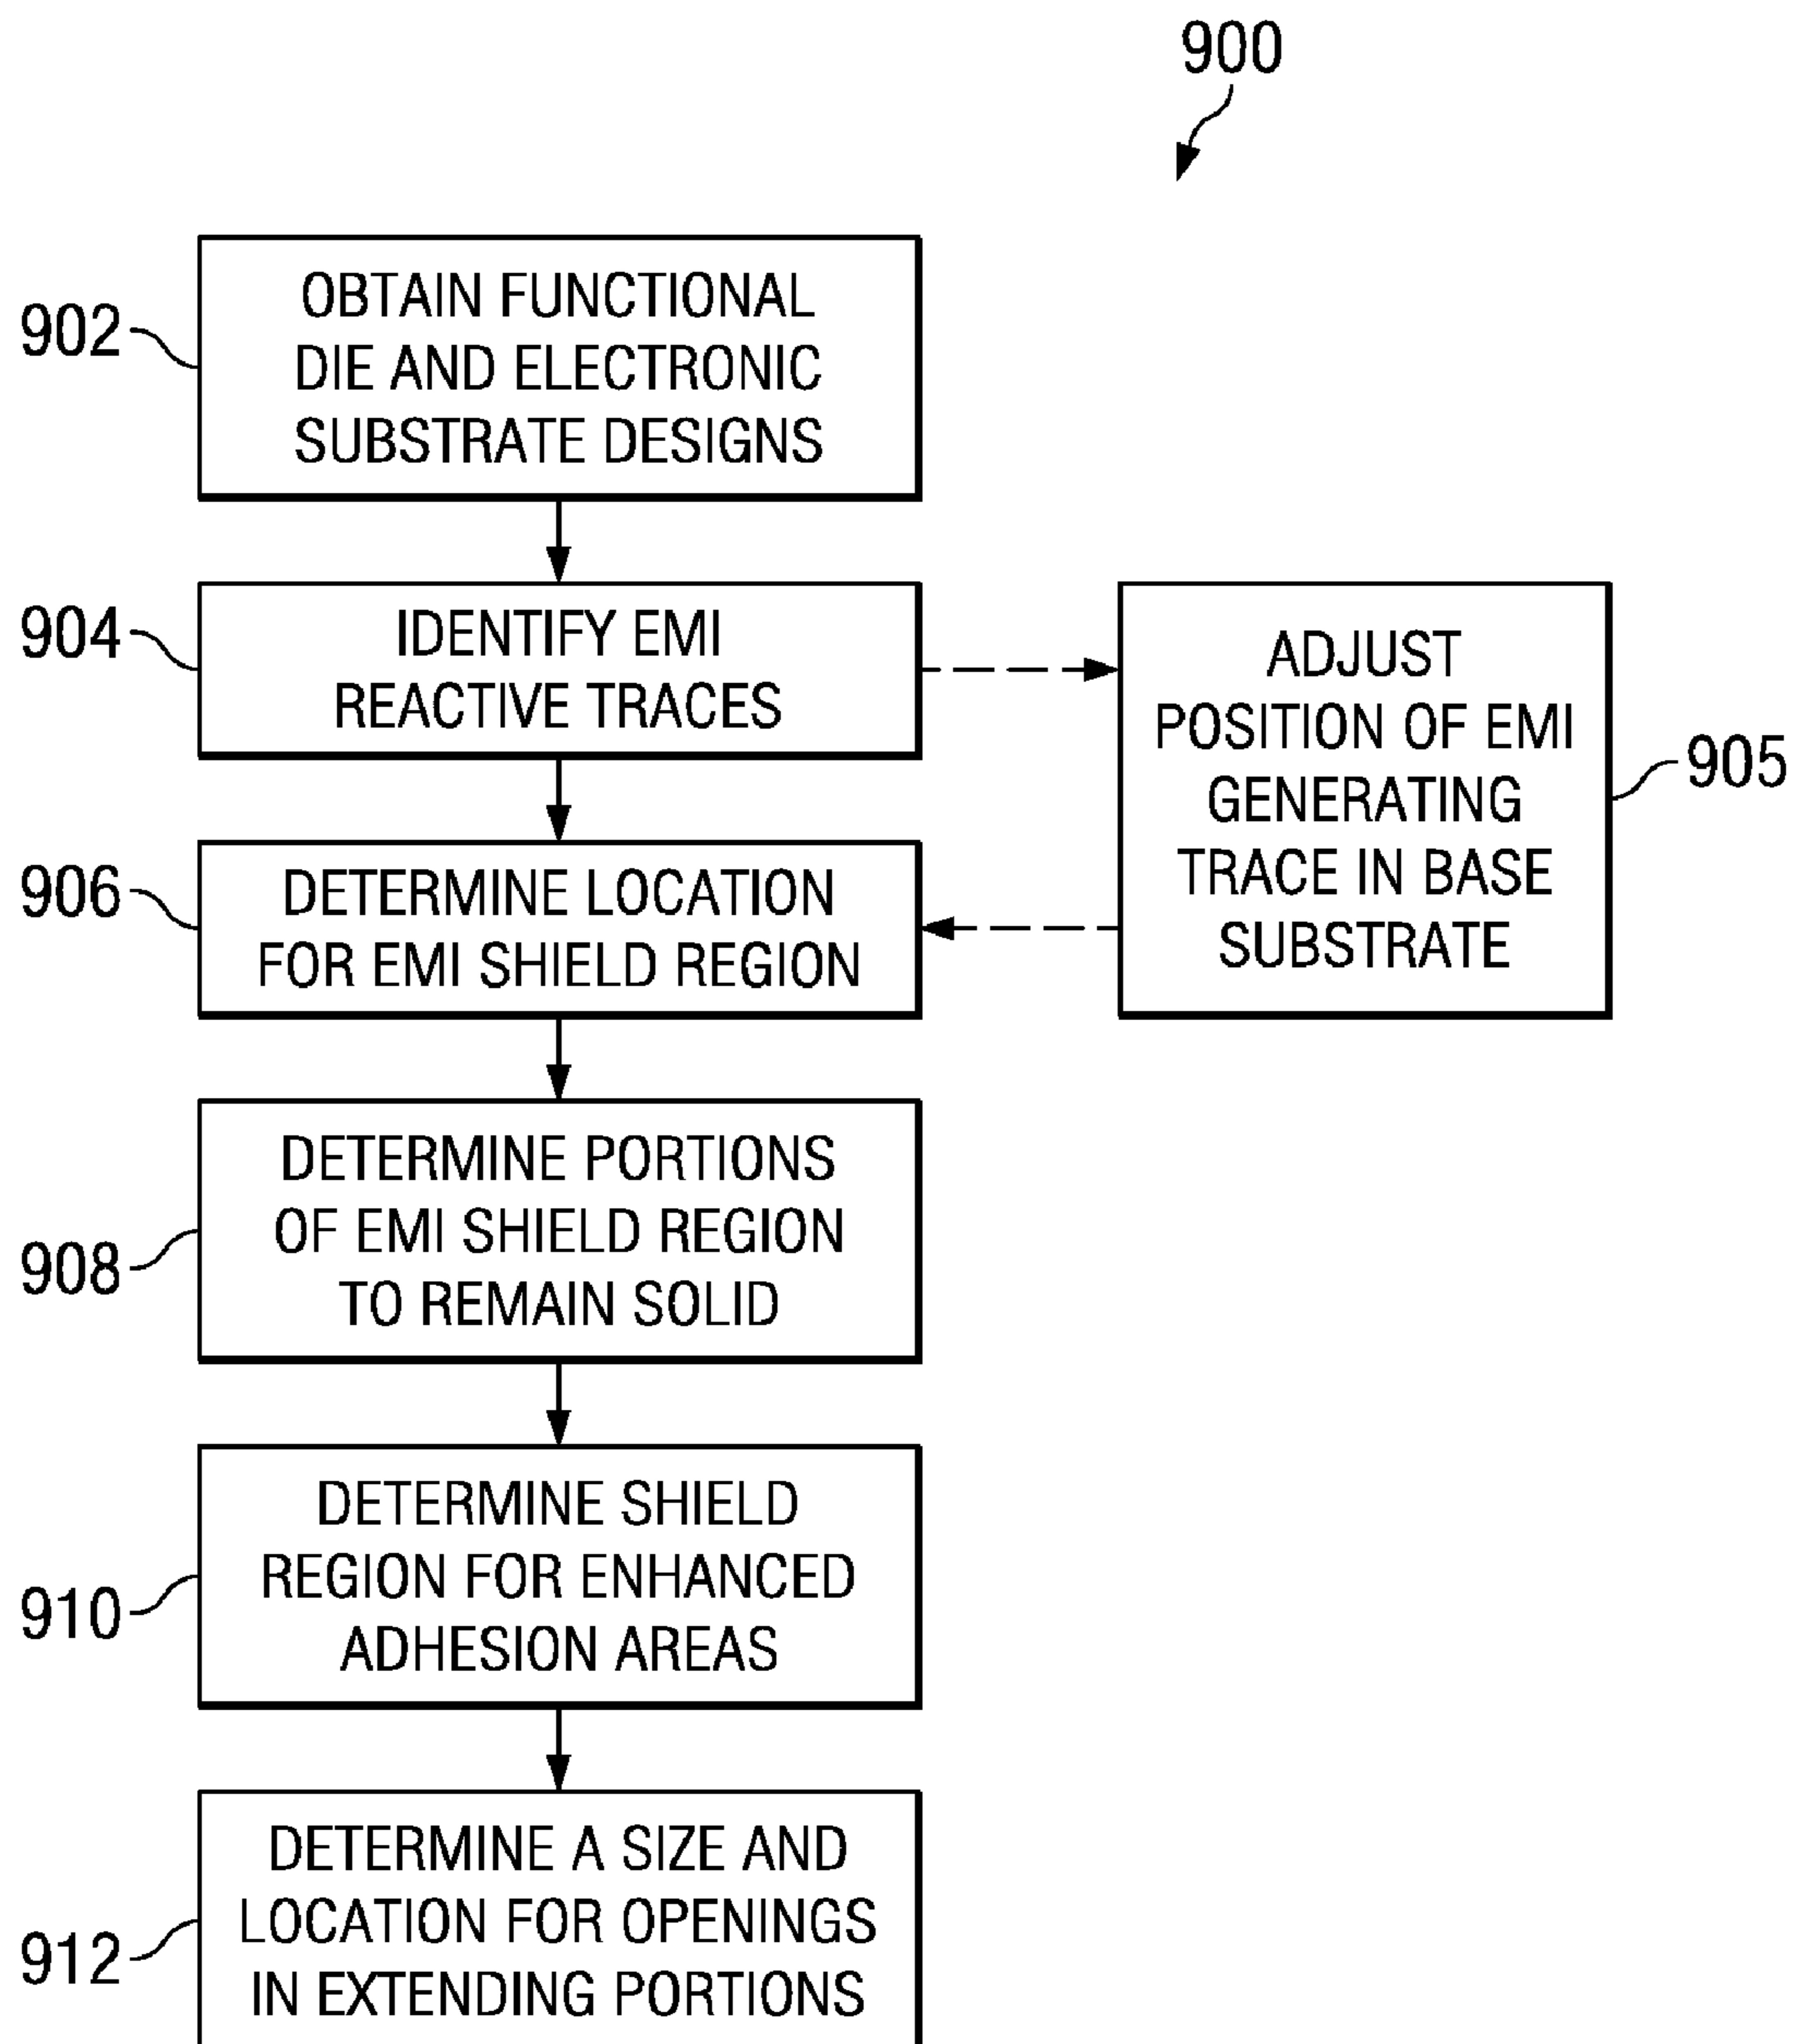 900
902
OBTAIN FUNCTIONAL
DIE AND ELECTRONIC
SUBSTRATE DESIGNS
904
IDENTIFY EMI
REACTIVE TRACES
ADJUST
POSITION OF EMI
GENERATING
TRACE IN BASE
SUBSTRATE
905
906
DETERMINE LOCATION
FOR EMI SHIELD REGION
908
DETERMINE PORTIONS
OF EMI SHIELD REGION
TO REMAIN SOLID
910
DETERMINE SHIELD
REGION FOR ENHANCED
ADHESION AREAS
912
DETERMINE A SIZE AND
LOCATION FOR OPENINGS
IN EXTENDING PORTIONS